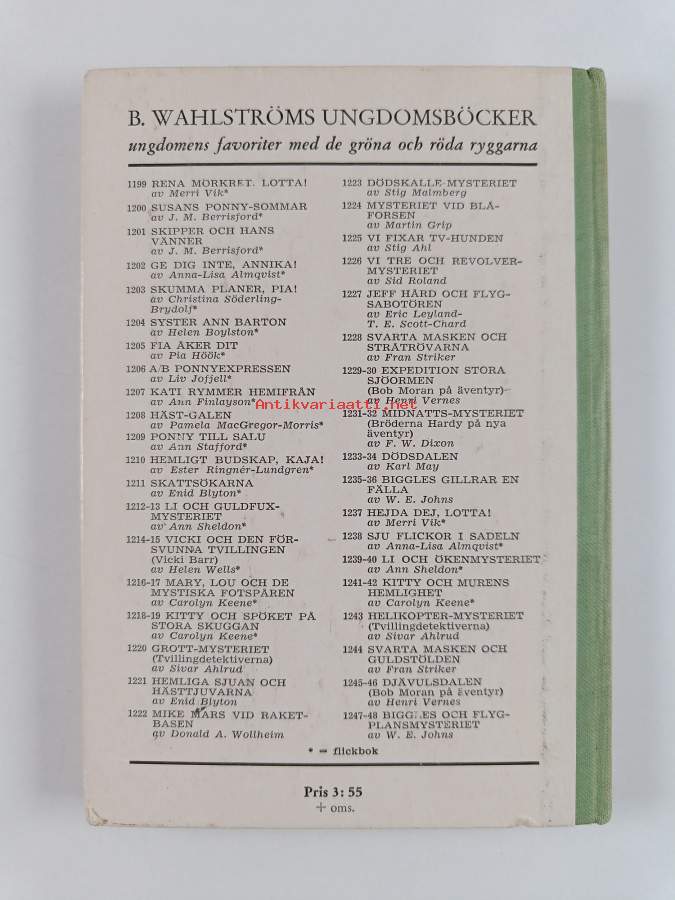 B. WAHLSTRÖMS UNGDOMSBÖCKER
ungdomens favoriter med de gröna och röda ryggarna
1199 RENA MÖRKRET, LOTTA!
av Merri Vik*
1200 SUSANS PONNY-SOMMAR
av J. M. Berrisford*
1201 SKIPPER OCH HANS
VÄNNER
av J. M. Berrisford*
1202 GE DIG INTE, ANNIKA!
av Anna-Lisa Almqvist*
1203 SKUMMA PLANER, PIA!
av Christina Söderling-
Brydolf*
1204 SYSTER ANN BARTON
av Helen Boylston*
1205 FIA ÅKER DIT
av Pia Höök*
1206 A/B PONNYEXPRESSEN
av Liv Jofjell*
1207 KATI RYMMER HEMIFRÅN
av Ann Finlayson*
1208 HÄST-GALEN
av Pamela MacGregor-Morris*
1209 PONNY TILL SALU
av Ann Stafford*
1210 HEMLIGT BUDSKAP, KAJA!
av Ester Ringnér-Lundgren*
1211 SKATTSÖKARNA
av Enid Blyton*
1212-13 LI OCH GULDFUX-
MYSTERIET
av Ann Sheldon*
1214-15 VICKI OCH DEN FÖR-
SVUNNA TVILLINGEN
(Vicki Barr)
av Helen Wells*
1216-17 MARY, LOU OCH DE
MYSTISKA FOTSPÅREN
av Carolyn Keene*
1218-19 KITTY OCH SPÖKET PÅ
STORA SKUGGAN
av Carolyn Keene*
1220 GROTT-MYSTERIET
(Tvillingdetektiverna)
av Sivar Ahlrud
1221 HEMLIGA SJUAN OCH
HÄSTTJUVARNA
av Enid Blyton
1222 MIKE MARS VID RAKET-
BASEN
av Donald A. Wollheim
1223 DÖDSKALLE-MYSTERIET
av Stig Malmberg
1224 MYSTERIET VID BLÅ-
FORSEN
av Martin Grip
1225 VI FIXAR TV-HUNDEN
av Stig Ahl
1226 VI TRE OCH REVOLVER-
MYSTERIET
av Sid Roland
1227 JEFF HÅRD OCH FLYG-
SABOTÖREN
av Eric Leyland-
T. E. Scott-Chard
1228 SVARTA MASKEN OCH
STRÅTRÖVARNA
av Fran Striker
1229-30 EXPEDITION STORA
SJÖORMEN
(Bob Moran på äventyr)
av Henri Vernes
1231-32 MIDNATTS-MYSTERIET
(Bröderna Hardy på nya
äventyr)
av F. W. Dixon
1233-34 DÖDSDALEN
av Karl May
1235-36 BIGGLES GILLRAR EN
FÄLLA
av W. E. Johns
1237 HEJDA DEJ, LOTTA!
av Merri Vik*
1238 SJU FLICKOR I SADELN
av Anna-Lisa Almqvist*
1239-40 LI OCH ÖKENMYSTERIET
av Ann Sheldon*
1241-42 KITTY OCH MURENS
HEMLIGHET
av Carolyn Keene*
1243 HELIKOPTER-MYSTERIET
(Tvillingdetektiverna)
av Sivar Ahlrud
1244 SVARTA MASKEN OCH
GULDSTÖLDEN
av Fran Striker
1245-46 DJÄVULSDALEN
(Bob Moran på äventyr)
av Henri Vernes
1247-48 BIGGLES OCH FLYG-
PLANSMYSTERIET
av W. E. Johns
* = flickbok
Pris 3: 55
+ oms.
Antikvariaatti.net